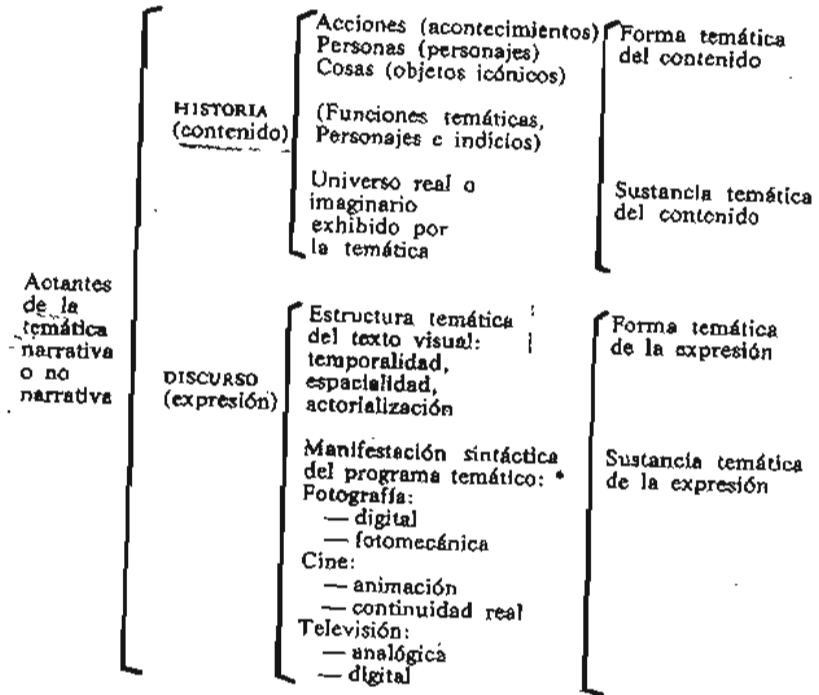 Actantes
de la
temática
narrativa
o no
narrativa
HISTORIA
(contenido)
Acciones (acontecimientos)
Personas (personajes)
Cosas (objetos icónicos)
(Funciones temáticas,
Personajes e indicios)
Universo real o
imaginario
exhibido por
la temática
Forma temática
del contenido
Sustancia temática
del contenido
DISCURSO
(expresión)
Estructura temática
del texto visual:
temporalidad,
espacialidad,
actorialización
Manifestación sintáctica
del programa temático: *
Fotografía:
— digital
— fotomecánica
Cine:
— animación
— continuidad real
Televisión:
— analógica
— digital
Forma temática
de la expresión
Sustancia temática
de la expresión